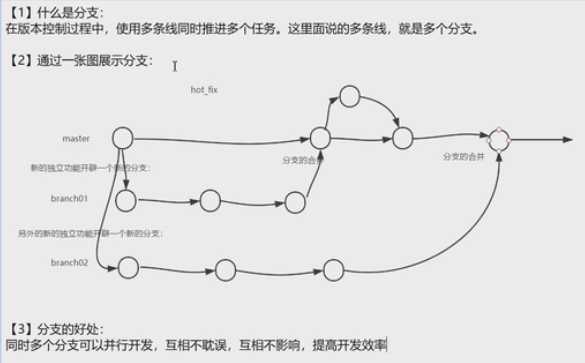 【1】什么是分支：
在版本控制过程中，使用多条线同时推进多个任务。这里面说的多条线，就是多个分支。
【2】通过一张图展示分支：
hot_fix
master
分支的合并
分支的合并
新的独立功能开辟一个新的分支：
branch01
另外的新的独立功能开辟一个新的分支：
branch02
【3】分支的好处：
同时多个分支可以并行开发，互相不耽误，互相不影响，提高开发效率